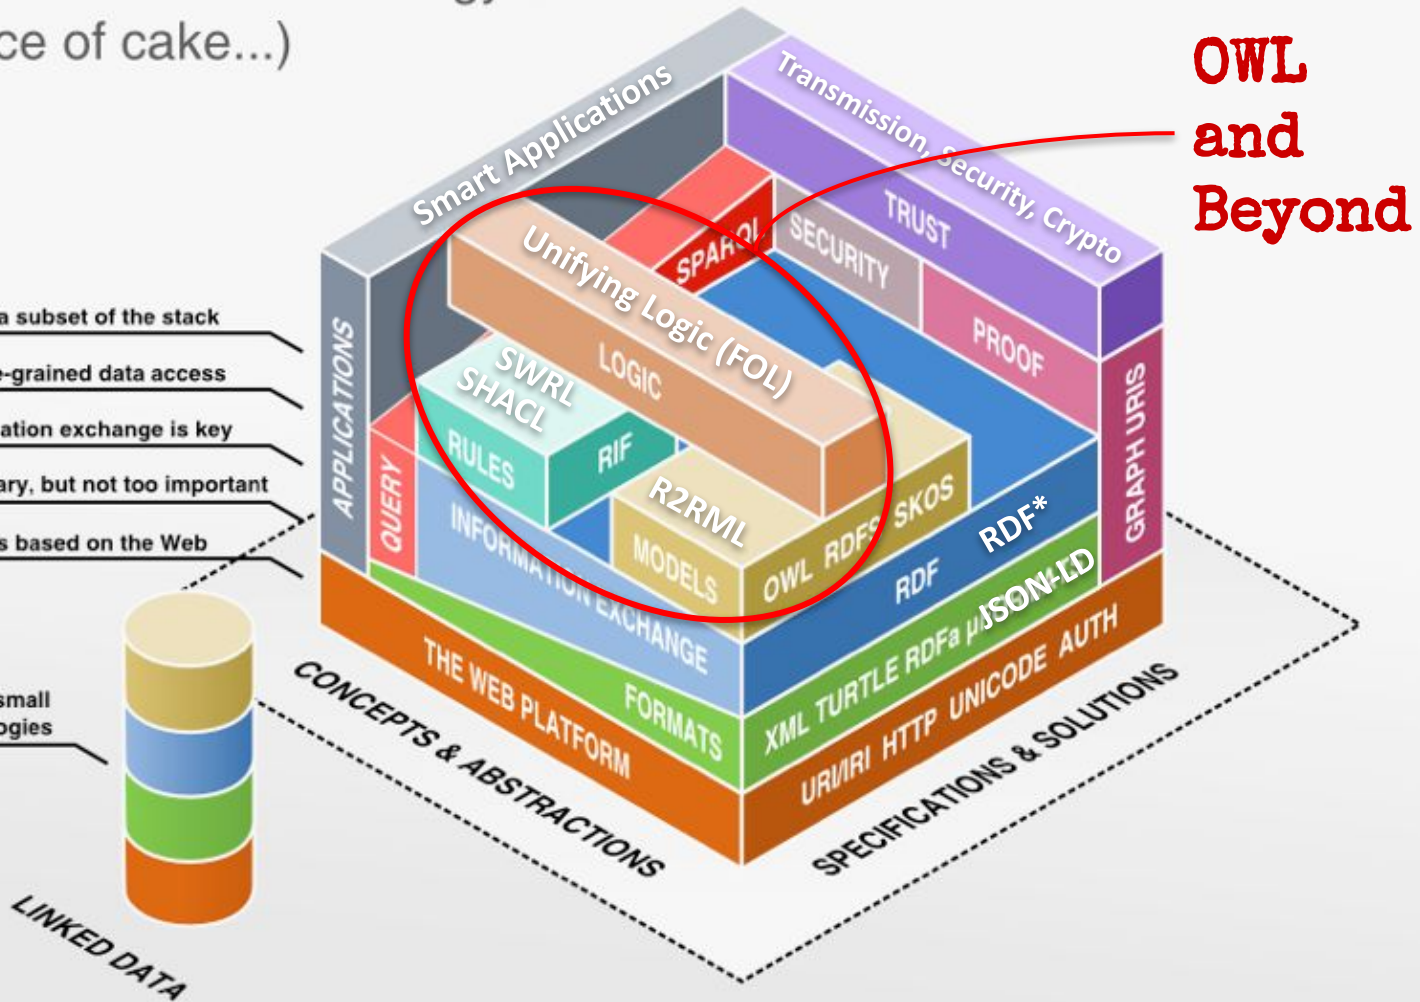 ce of cake...)
OWL
and
Beyond
Smart Applications
Transmission, Security, Crypto
TRUST
SPARQL
SECURITY
PROOF
Unifying Logic (FOL)
LOGIC
APPLICATIONS
GRAPH URIS
a subset of the stack
e-grained data access
ation exchange is key
ary, but not too important
s based on the Web
SWRL
SHACL
RULES
RIF
QUERY
R2RML
MODELS
OWL RDFS SKOS
INFORMATION EXCHANGE
RDF
RDF*
JSON-LD
FORMATS
XML TURTLE RDFa
THE WEB PLATFORM
URI/IRI HTTP UNICODE AUTH
CONCEPTS & ABSTRACTIONS
SPECIFICATIONS & SOLUTIONS
small
ogies
LINKED DATA